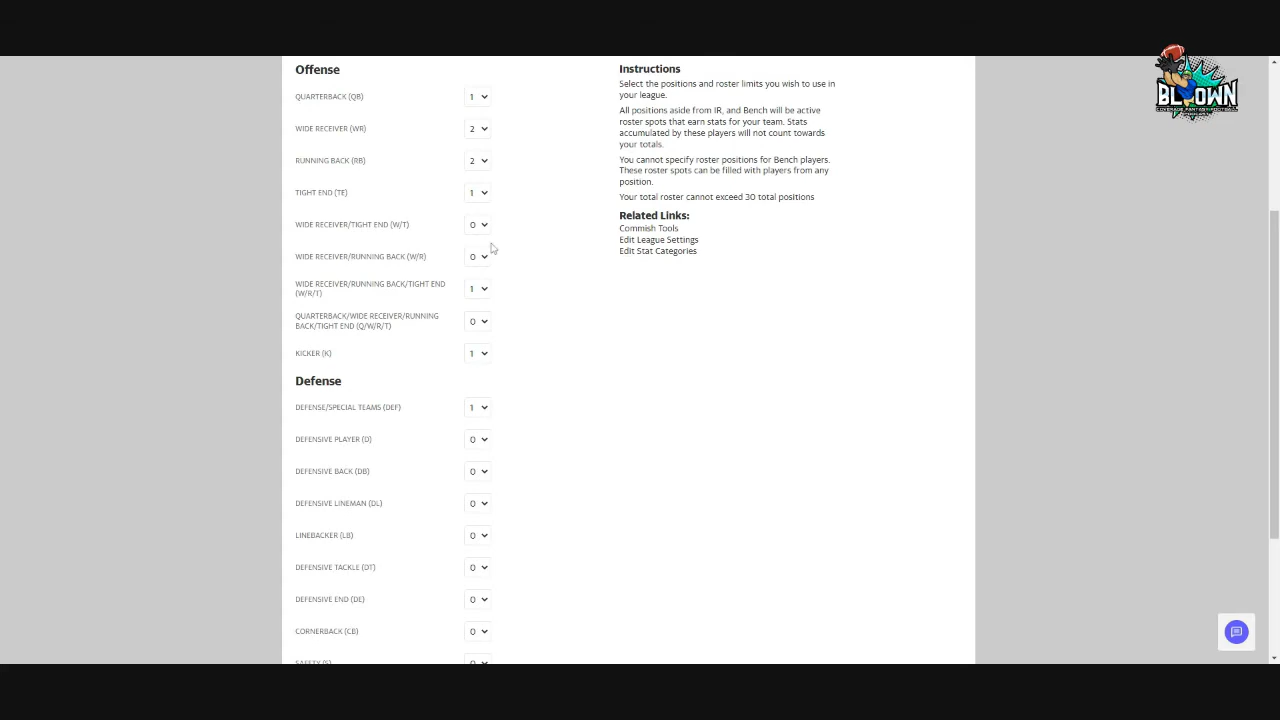 Offense
QUARTERBACK (QB)
1
WIDE RECEIVER (WR)
2
RUNNING BACK (RB)
2
TIGHT END (TE)
1
WIDE RECEIVER/TIGHT END (W/T)
0
WIDE RECEIVER/RUNNING BACK (W/R)
0
WIDE RECEIVER/RUNNING BACK/TIGHT END
(W/R/T)
1
QUARTERBACK/WIDE RECEIVER/RUNNING
BACK/TIGHT END (Q/W/R/T)
0
KICKER (K)
1
Defense
DEFENSE/SPECIAL TEAMS (DEF)
1
DEFENSIVE PLAYER (D)
0
DEFENSIVE BACK (DB)
0
DEFENSIVE LINEMAN (DL)
0
LINEBACKER (LB)
0
DEFENSIVE TACKLE (DT)
0
DEFENSIVE END (DE)
0
CORNERBACK (CB)
0
SAFETY (S)
0
Instructions
Select the positions and roster limits you wish to use in
your league.
All positions aside from IR, and Bench will be active
roster spots that earn stats for your team. Stats
accumulated by these players will not count towards
your totals.
You cannot specify roster positions for Bench players.
These roster spots can be filled with players from any
position.
Your total roster cannot exceed 30 total positions
Related Links:
Commish Tools
Edit League Settings
Edit Stat Categories
BLOWN
COVERAGE FANTASY FOOTBALL
PODCAST